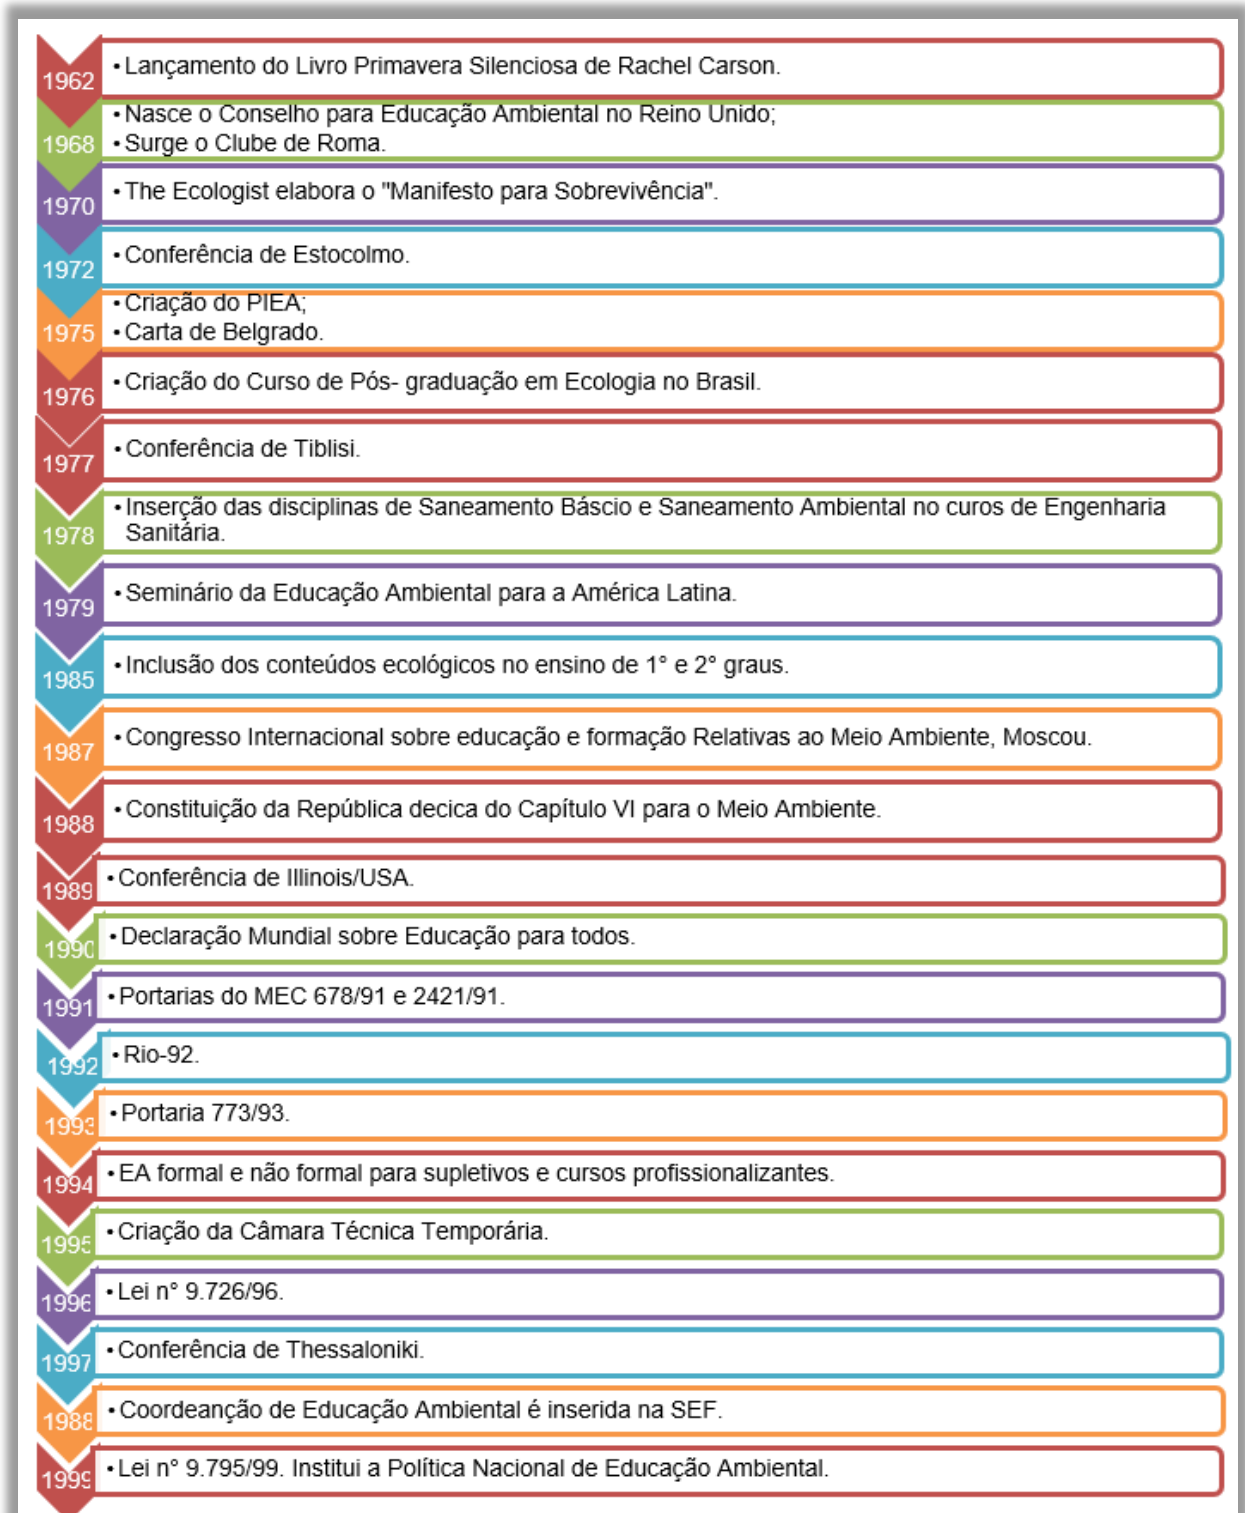 1962
• Lançamento do Livro Primavera Silenciosa de Rachel Carson.
1968
• Nasce o Conselho para Educação Ambiental no Reino Unido;
• Surge o Clube de Roma.
1970
• The Ecologist elabora o "Manifesto para Sobrevivência".
1972
• Conferência de Estocolmo.
1975
• Criação do PIEA;
• Carta de Belgrado.
1976
• Criação do Curso de Pós- graduação em Ecologia no Brasil.
1977
• Conferência de Tiblisi.
1978
• Inserção das disciplinas de Saneamento Báscio e Saneamento Ambiental no curos de Engenharia
Sanitária.
1979
• Seminário da Educação Ambiental para a América Latina.
1985
• Inclusão dos conteúdos ecológicos no ensino de 1° e 2° graus.
1987
• Congresso Internacional sobre educação e formação Relativas ao Meio Ambiente, Moscou.
1988
• Constituição da República decica do Capítulo VI para o Meio Ambiente.
1989
• Conferência de Illinois/USA.
1990
• Declaração Mundial sobre Educação para todos.
1991
• Portarias do MEC 678/91 e 2421/91.
1992
• Rio-92.
1993
• Portaria 773/93.
1994
• EA formal e não formal para supletivos e cursos profissionalizantes.
1995
• Criação da Câmara Técnica Temporária.
1996
• Lei n° 9.726/96.
1997
• Conferência de Thessaloniki.
1988
• Coordeanção de Educação Ambiental é inserida na SEF.
1999
• Lei n° 9.795/99. Institui a Política Nacional de Educação Ambiental.